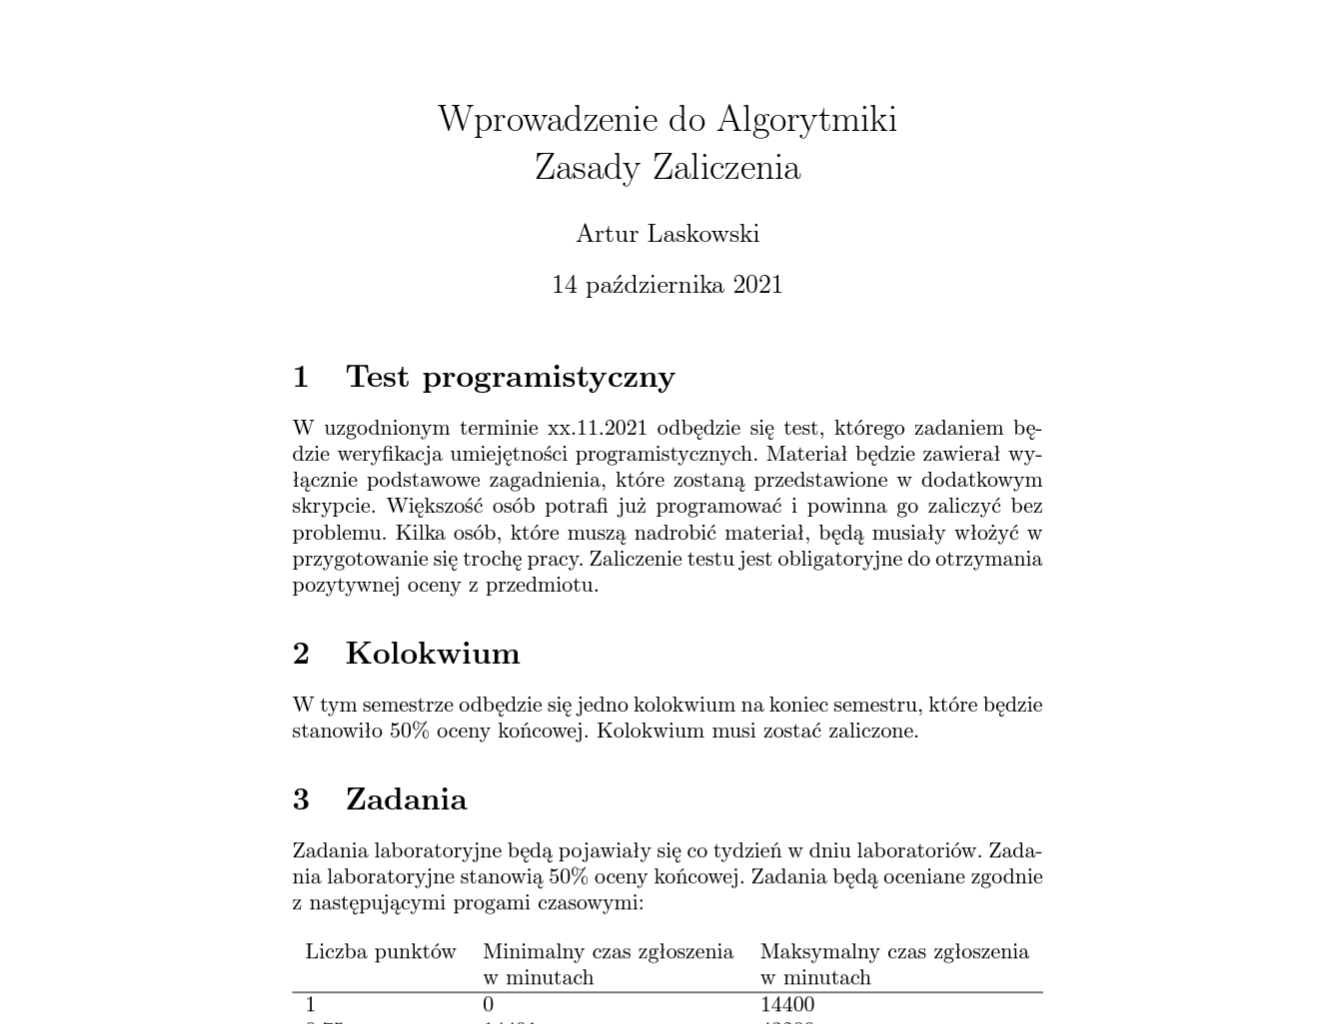 Wprowadzenie do Algorytmiki
Zasady Zaliczenia
Artur Laskowski
14 października 2021
1 Test programistyczny
W uzgodnionym terminie xx.11.2021 odbędzie się test, którego zadaniem bę-
dzie weryfikacja umiejętności programistycznych. Materiał będzie zawierał wy-
łącznie podstawowe zagadnienia, które zostaną przedstawione w dodatkowym
skrypcie. Większość osób potrafi już programować i powinna go zaliczyć bez
problemu. Kilka osób, które muszą nadrobić materiał, będą musiały włożyć w
przygotowanie się trochę pracy. Zaliczenie testu jest obligatoryjne do otrzymania
pozytywnej oceny z przedmiotu.
2 Kolokwium
W tym semestrze odbędzie się jedno kolokwium na koniec semestru, które będzie
stanowiło 50% oceny końcowej. Kolokwium musi zostać zaliczone.
3 Zadania
Zadania laboratoryjne będą pojawiały się co tydzień w dniu laboratoriów. Zada-
nia laboratoryjne stanowią 50% oceny końcowej. Zadania będą oceniane zgodnie
z następującymi progami czasowymi:
Liczba punktów Minimalny czas zgłoszenia Maksymalny czas zgłoszenia
w minutach w minutach
1 0 14400